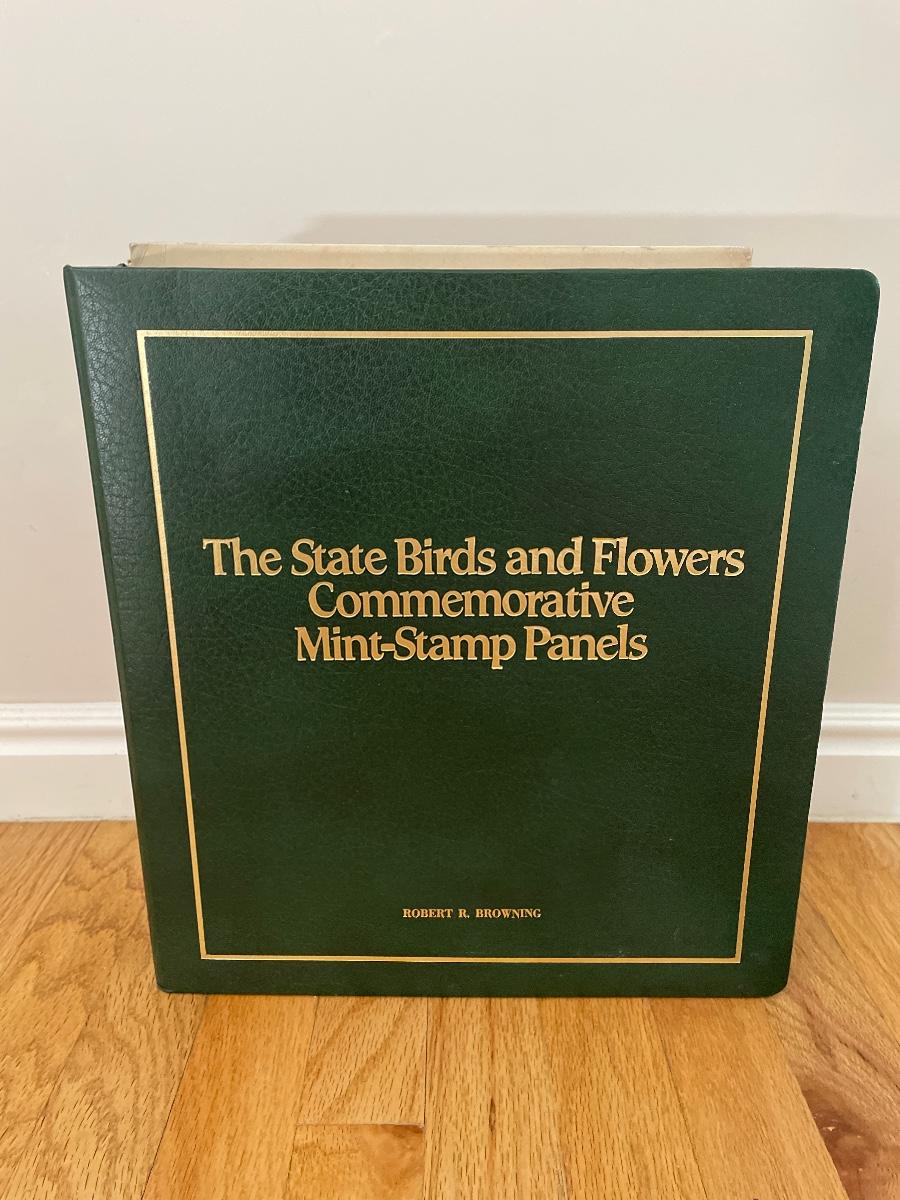 The State Birds and Flowers
Commemorative
Mint-Stamp Panels
ROBERT R. BROWNING